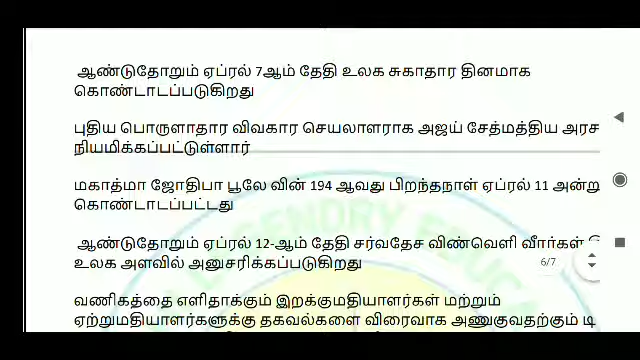 ஆண்டுதோறும் ஏப்ரல் 7ஆம் தேதி உலக சுகாதார தினமாக
கொண்டாடப்படுகிறது
புதிய பொருளாதார விவகார செயலாளராக அஜய் சேத்மத்திய அரச
நியமிக்கப்பட்டுள்ளார்
மகாத்மா ஜோதிபா பூலே வின் 194 ஆவது பிறந்தநாள் ஏப்ரல் 11 அன்று
கொண்டாடப்பட்டது
ஆண்டுதோறும் ஏப்ரல் 12-ஆம் தேதி சர்வதேச விண்வெளி வீரர்கள்
உலக அளவில் அனுசரிக்கப்படுகிறது
6/7
வணிகத்தை எளிதாக்கும் இறக்குமதியாளர்கள் மற்றும்
ஏற்றுமதியாளர்களுக்கு தகவல்களை விரைவாக அணுகுவதற்கும் டி